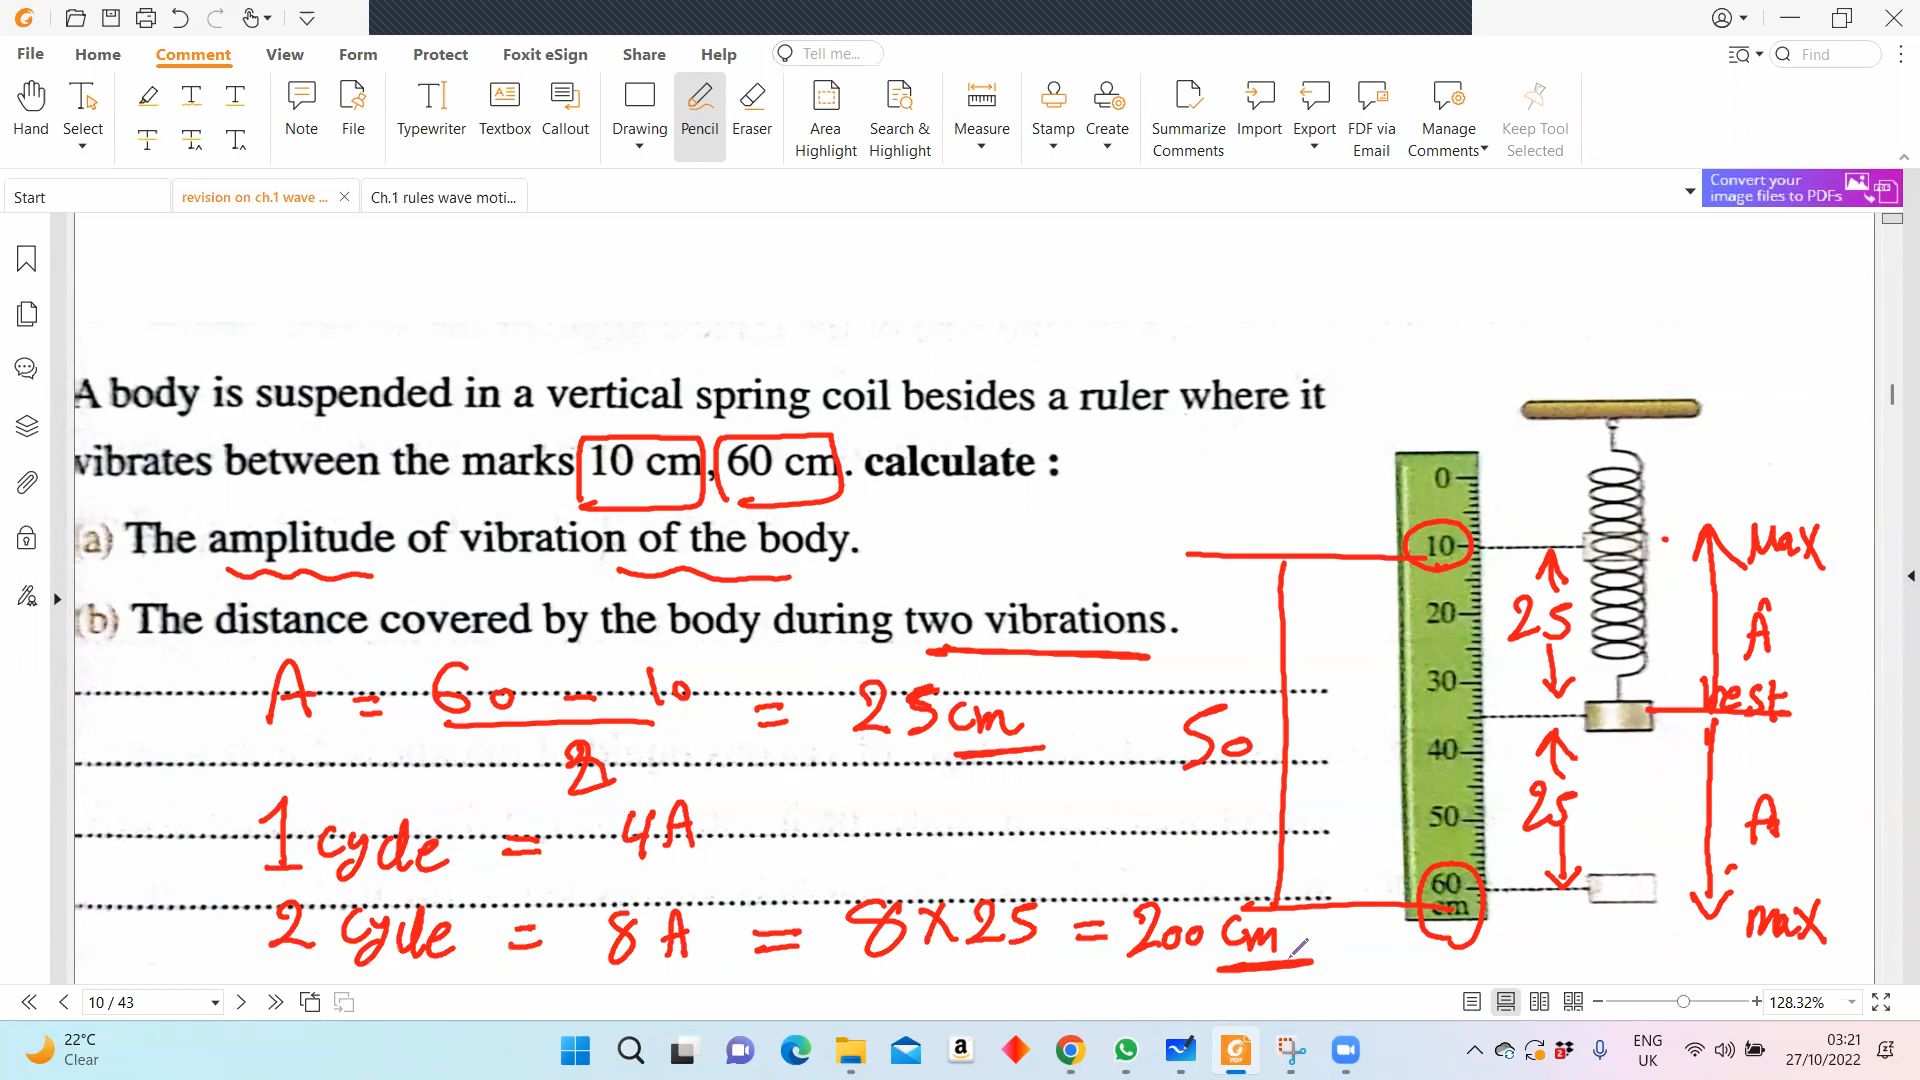 Tell me...
File Home Comment View Form Protect Foxit eSign Share Help
Find
Hand Select Note File Typewriter Textbox Callout Drawing Pencil Eraser Area Highlight Search & Highlight Measure Stamp Create Summarize Comments Import Export FDF via Email Manage Comments Keep Tool Selected
Start revision on ch.1 wave ... Ch.1 rules wave moti...
Convert your
image files to PDFs
A body is suspended in a vertical spring coil besides a ruler where it
vibrates between the marks 10 cm, 60 cm. calculate :
(a) The amplitude of vibration of the body.
(b) The distance covered by the body during two vibrations.
A = 60 - 10 = 25 cm
2
1 cycle = 4A
2 cycle = 8 A = 8 x 25 = 200 cm
50
0
10
20
30
40
50
60
cm
25
25
Max
A
A
max
10 / 43
128.32%
22°C
Clear
a
PDF
2
ENG
UK
03:21
27/10/2022